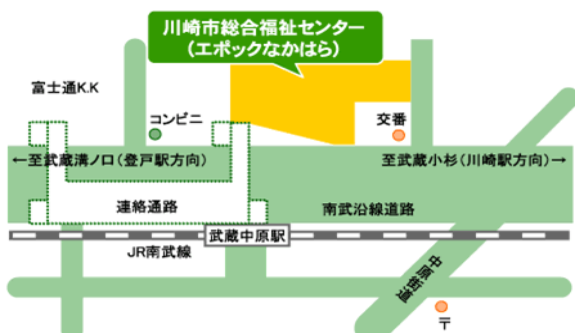 川崎市総合福祉センター
(エポックなかはら)
富士通K.K
コンビニ
交番
←至武蔵溝ノ口(登戸駅方向)
至武蔵小杉(川崎駅方向)→
連絡通路
南武沿線道路
武蔵中原駅
JR南武線
中原街道
〒